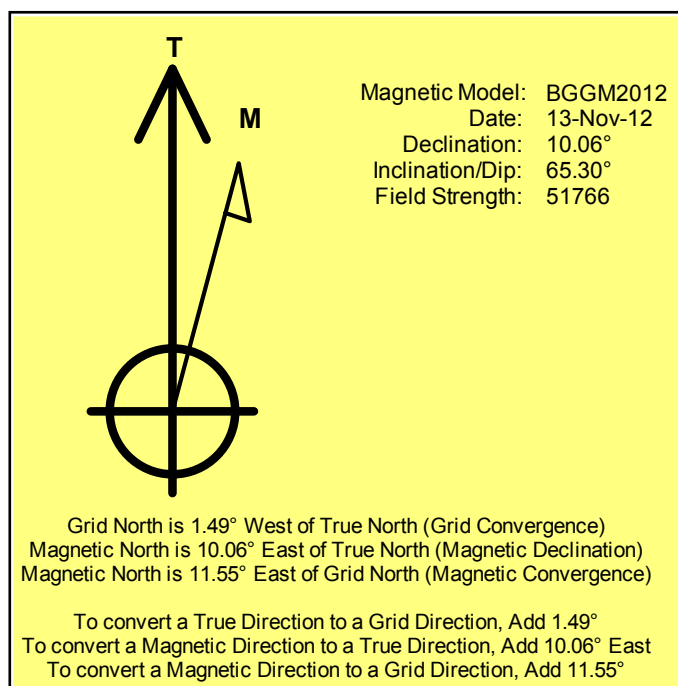 T
M
Magnetic Model: BGGM2012
Date: 13-Nov-12
Declination: 10.06°
Inclination/Dip: 65.30°
Field Strength: 51766
Grid North is 1.49° West of True North (Grid Convergence)
Magnetic North is 10.06° East of True North (Magnetic Declination)
Magnetic North is 11.55° East of Grid North (Magnetic Convergence)
To convert a True Direction to a Grid Direction, Add 1.49°
To convert a Magnetic Direction to a True Direction, Add 10.06° East
To convert a Magnetic Direction to a Grid Direction, Add 11.55°